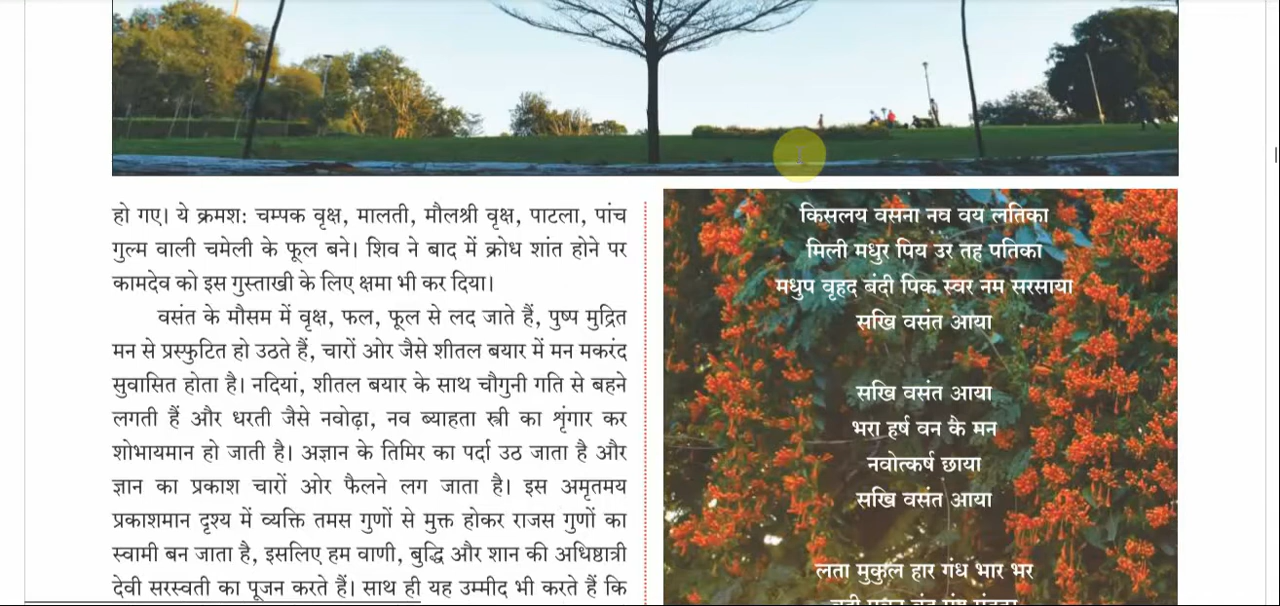 हो गए। ये क्रमश: चम्पक वृक्ष, मालती, मौलश्री वृक्ष, पाटला, पांच
गुल्म वाली चमेली के फूल बने। शिव ने बाद में क्रोध शांत होने पर
कामदेव को इस गुस्ताखी के लिए क्षमा भी कर दिया।
वसंत के मौसम में वृक्ष, फल, फूल से लद जाते हैं, पुष्प मुद्रित
मन से प्रस्फुटित हो उठते हैं, चारों ओर जैसे शीतल बयार में मन मकरंद
सुवासित होता है। नदियां, शीतल बयार के साथ चौगुनी गति से बहने
लगती हैं और धरती जैसे नवोढ़ा, नव ब्याहता स्त्री का शृंगार कर
शोभायमान हो जाती है। अज्ञान के तिमिर का पर्दा उठ जाता है और
ज्ञान का प्रकाश चारों ओर फैलने लग जाता है। इस अमृतमय
प्रकाशमान दृश्य में व्यक्ति तमस गुणों से मुक्त होकर राजस गुणों का
स्वामी बन जाता है, इसलिए हम वाणी, बुद्धि और शान की अधिष्ठात्री
देवी सरस्वती का पूजन करते हैं। साथ ही यह उम्मीद भी करते हैं कि
किसलय वसना नव वय लतिका
मिली मधुर पिय उर तह पतिका
मधुप वृहद बंदी पिक स्वर नम सरसाया
सखि वसंत आया
सखि वसंत आया
भरा हर्ष वन कै मन
नवोत्कर्ष छाया
सखि वसंत आया
लता मुकुल हार गंध भार भर